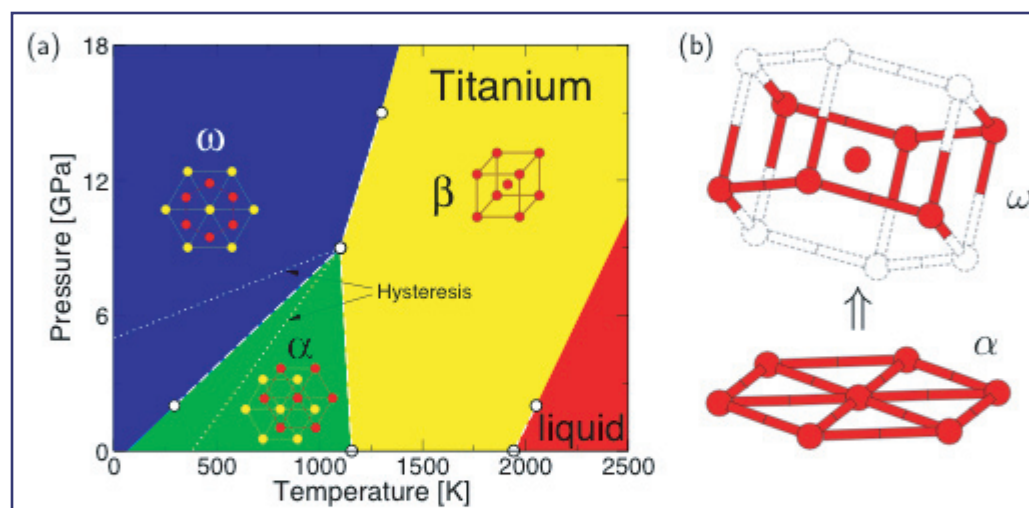 (a)
18
12
6
0
Pressure [GPa]
0
500
1000
1500
2000
2500
Temperature [K]
Titanium
ω
β
α
Hysteresis
liquid
(b)
ω
⇑
α